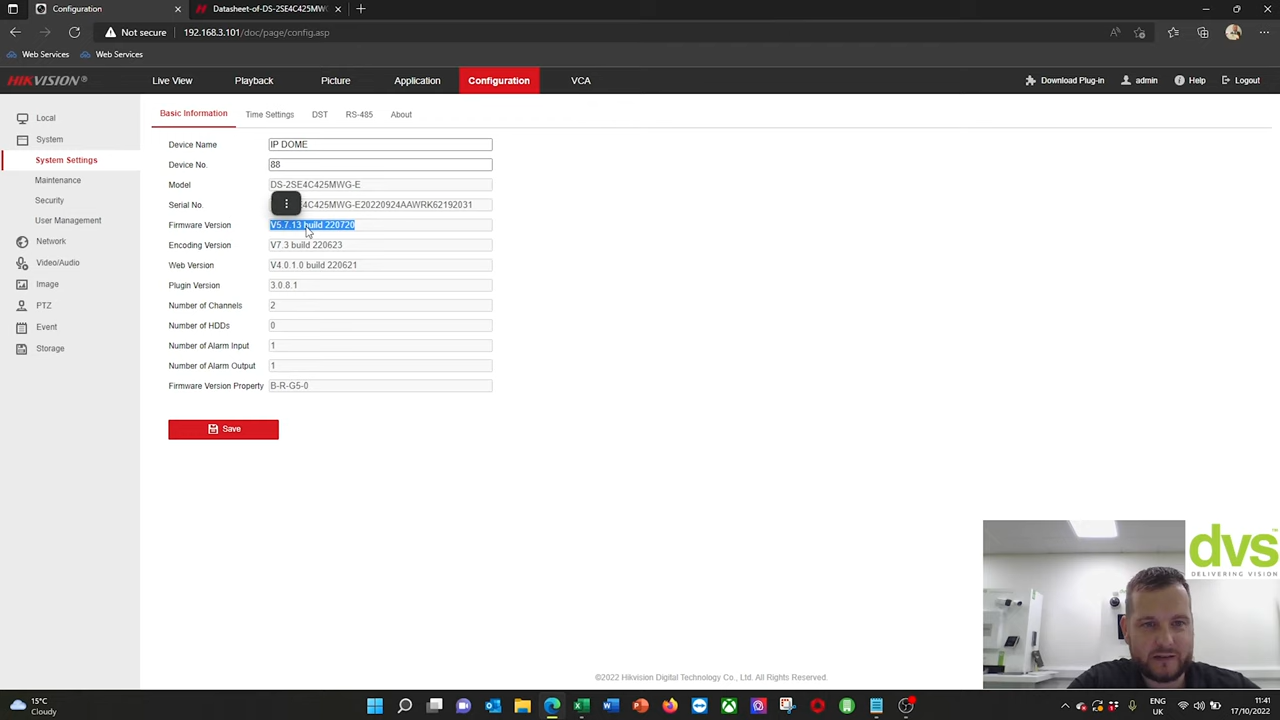 Configuration
Datasheet-of-DS-2SE4C425MWG
Not secure
192.168.3.101/doc/page/config.asp
Web Services
Web Services
HIKVISION®
Live View
Playback
Picture
Application
Configuration
VCA
Download Plug-in
admin
Help
Logout
Local
System
System Settings
Maintenance
Security
User Management
Network
Video/Audio
Image
PTZ
Event
Storage
Basic Information
Time Settings
DST
RS-485
About
Device Name
IP DOME
Device No.
88
Model
DS-2SE4C425MWG-E
Serial No.
4C425MWG-E20220924AAWRK62192031
Firmware Version
V5.7.13 build 220720
Encoding Version
V7.3 build 220623
Web Version
V4.0.1.0 build 220621
Plugin Version
3.0.8.1
Number of Channels
2
Number of HDDs
0
Number of Alarm Input
1
Number of Alarm Output
1
Firmware Version Property
B-R-G5-0
Save
dvs
DELIVERING VISION
©2022 Hikvision Digital Technology Co., Ltd. All Rights Reserved.
15°C
Cloudy
ENG
UK
11:41
17/10/2022